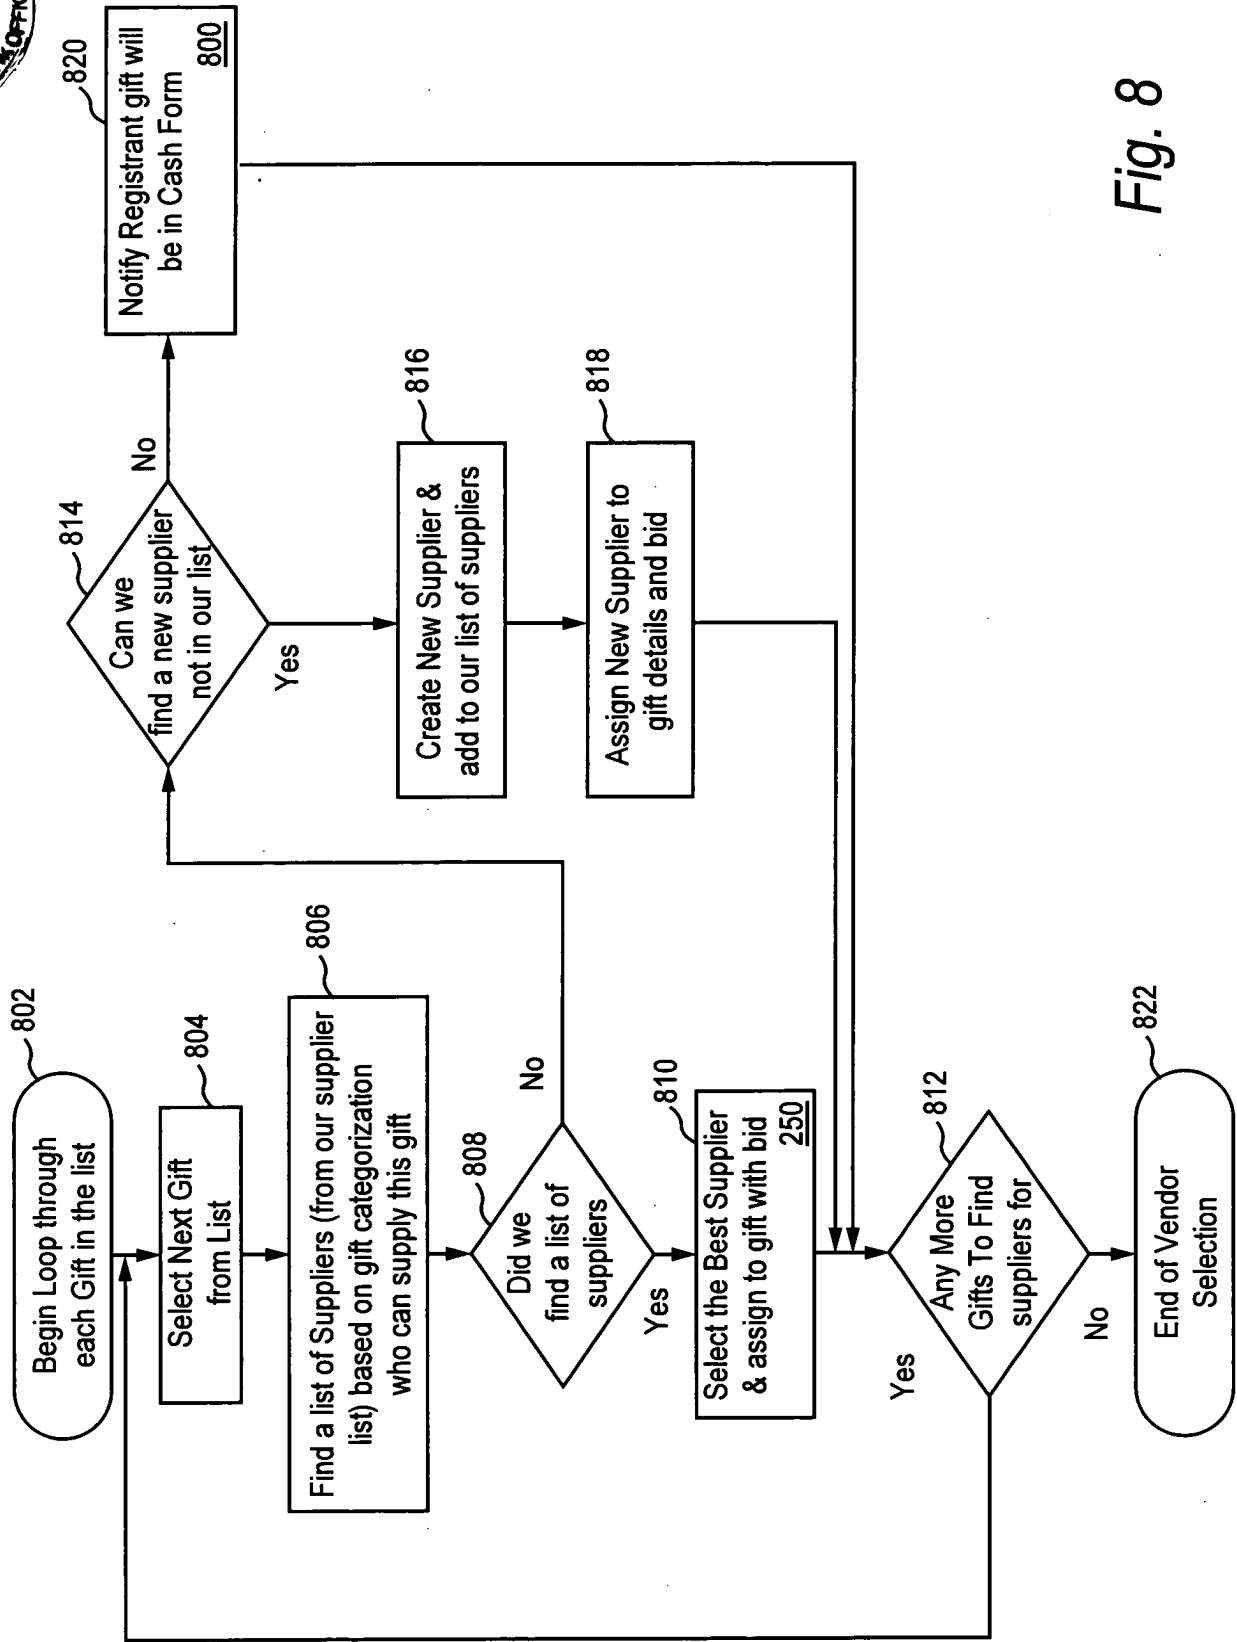 OFFIC
Begin Loop through
each Gift in the list
802
Select Next Gift
from List
804
Find a list of Suppliers (from our supplier
list) based on gift categorization
who can supply this gift
806
Did we
find a list of
suppliers
808
No
Yes
Select the Best Supplier
& assign to gift with bid
250
810
Any More
Gifts To Find
suppliers for
812
Yes
No
End of Vendor
Selection
822
Can we
find a new supplier
not in our list
814
No
Yes
Create New Supplier &
add to our list of suppliers
816
Assign New Supplier to
gift details and bid
818
Notify Registrant gift will
be in Cash Form
800
820
Fig. 8